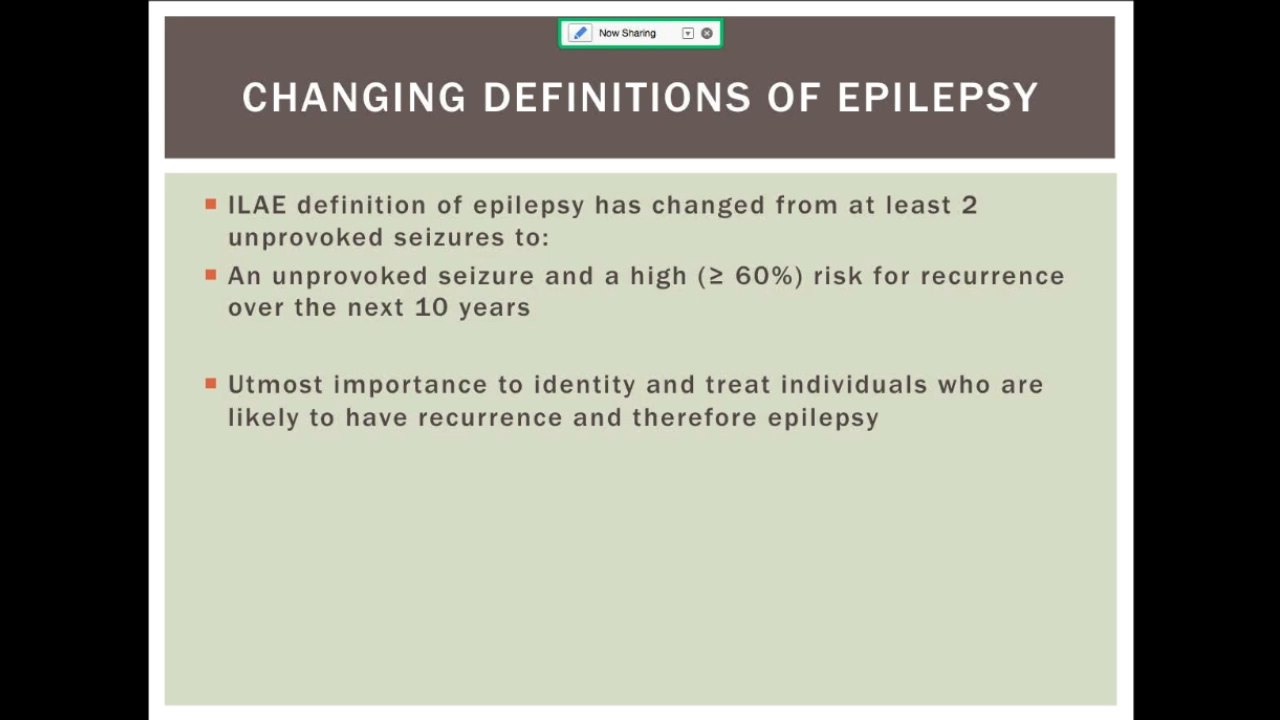 Now Sharing
CHANGING DEFINITIONS OF EPILEPSY
ILAE definition of epilepsy has changed from at least 2
unprovoked seizures to:
An unprovoked seizure and a high (≥ 60%) risk for recurrence
over the next 10 years
Utmost importance to identity and treat individuals who are
likely to have recurrence and therefore epilepsy